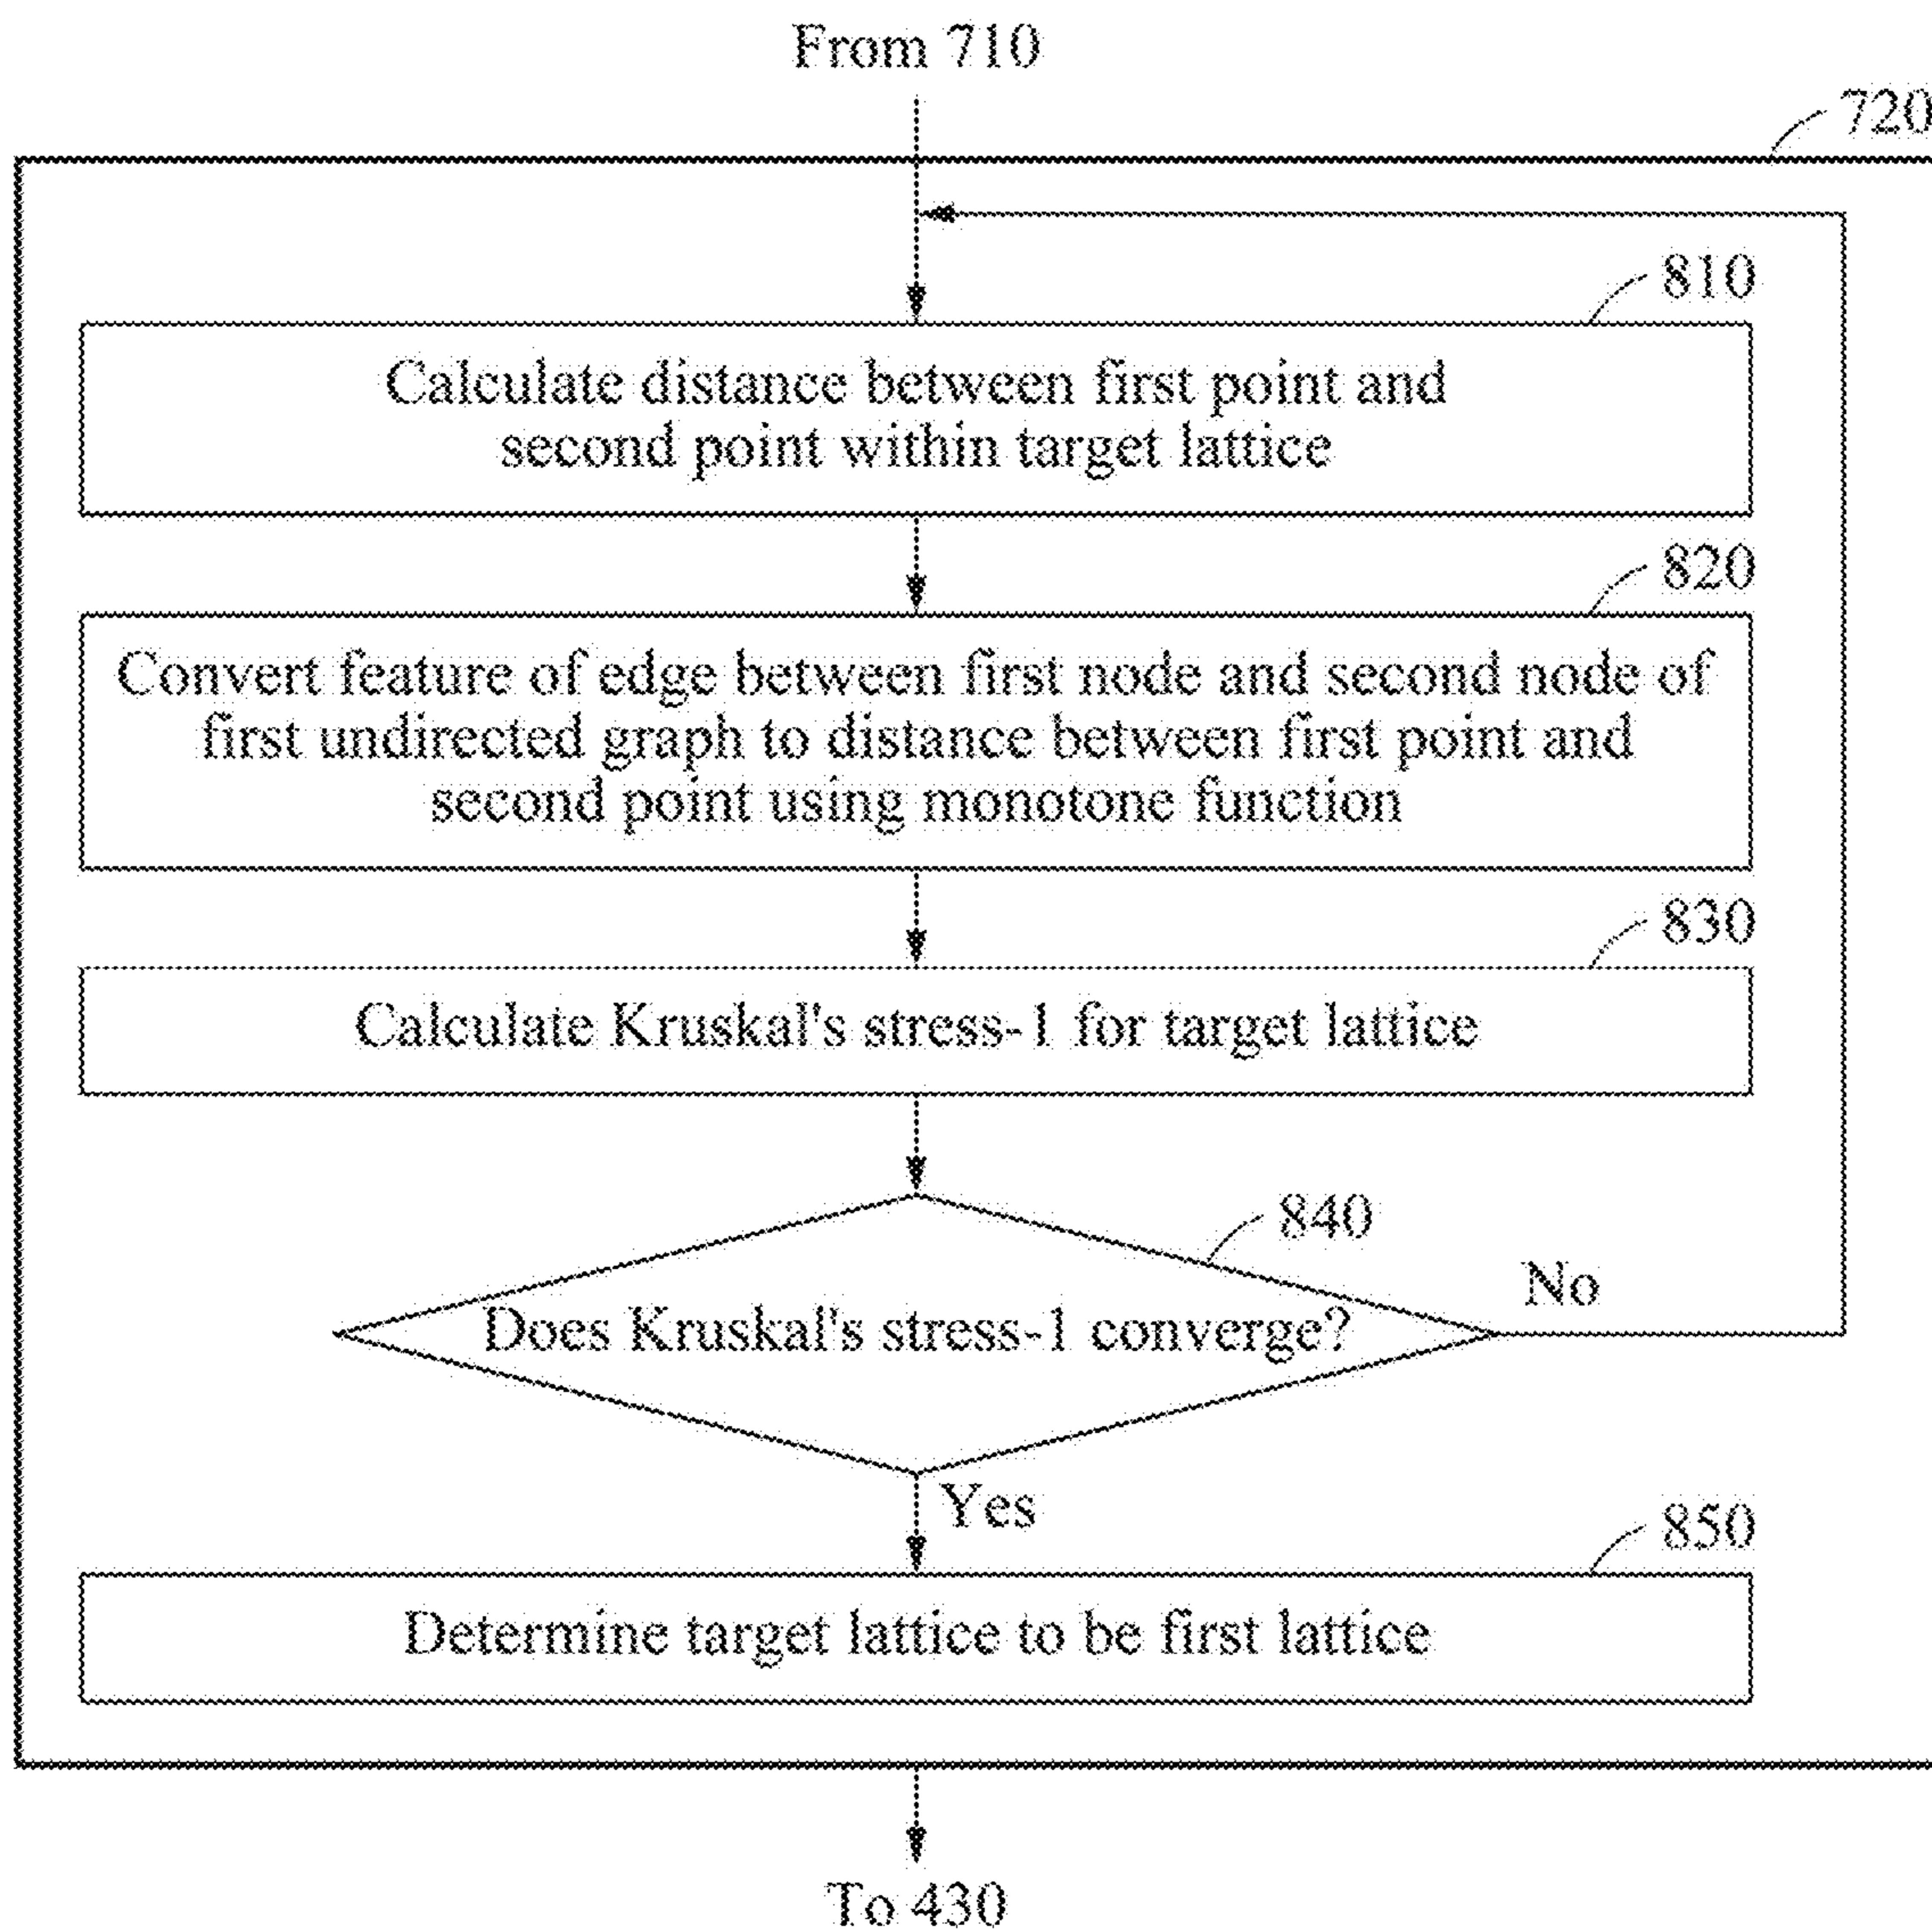 From 710
720
810
Calculate distance between first point and
second point within target lattice
820
Convert feature of edge between first node and second node of
first undirected graph to distance between first point and
second point using monotone function
830
Calculate Kruskal's stress-1 for target lattice
840
Does Kruskal's stress-1 converge?
No
Yes
850
Determine target lattice to be first lattice
To 430